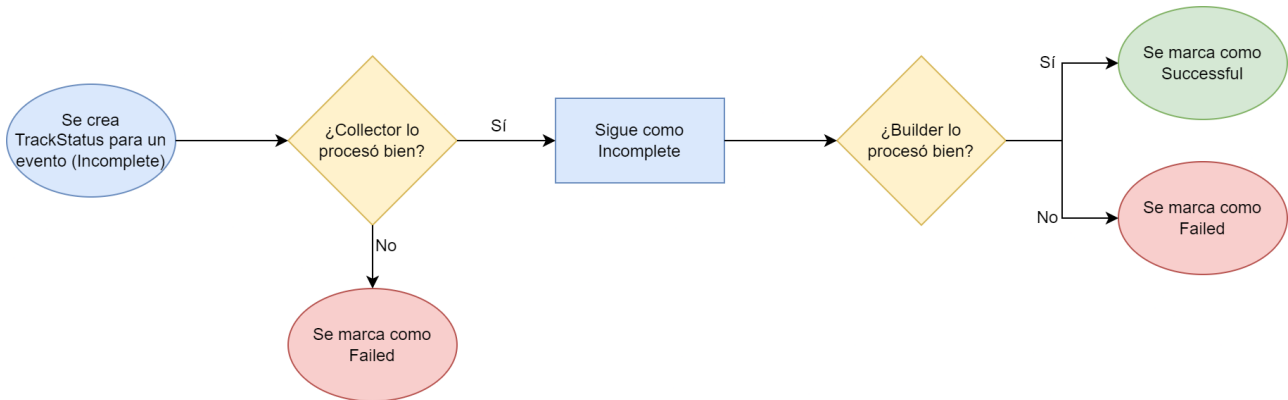 Se crea
TrackStatus para un
evento (Incomplete)
¿Collector lo
procesó bien?
Sí
No
Se marca como
Failed
Sigue como
Incomplete
¿Builder lo
procesó bien?
Sí
Se marca como
Successful
No
Se marca como
Failed